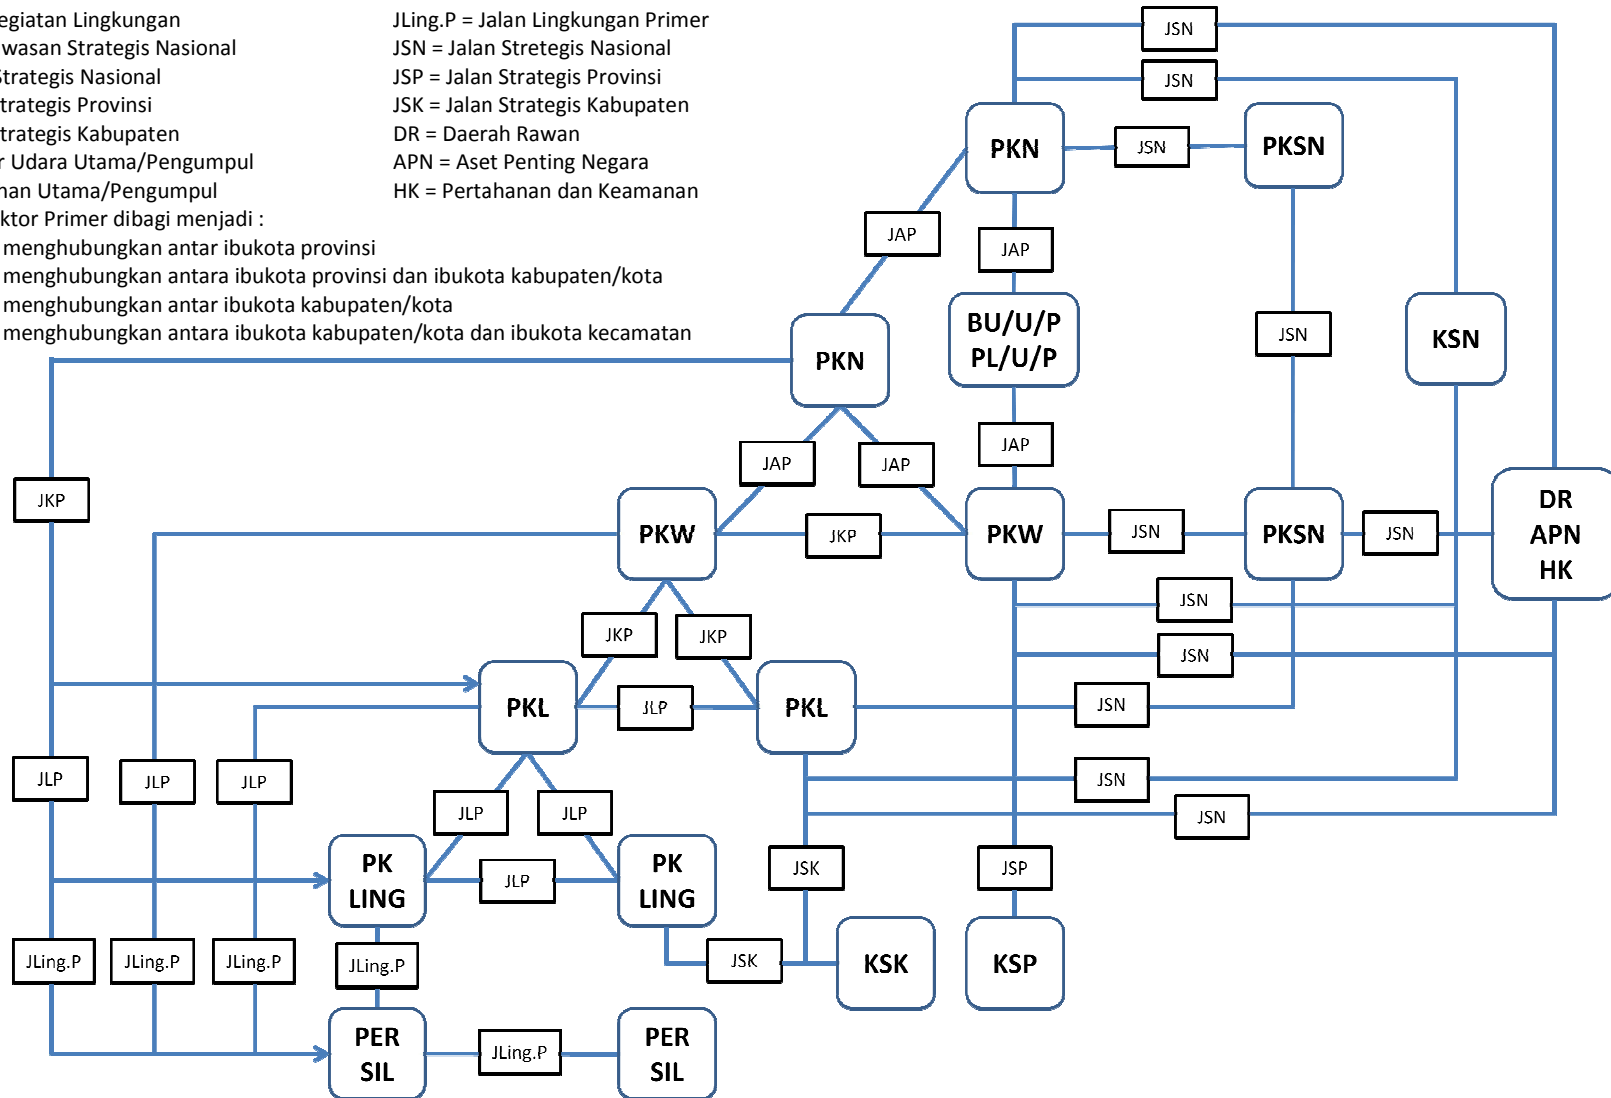 egiatan Lingkungan
wasan Strategis Nasional
Strategis Nasional
trategis Provinsi
trategis Kabupaten
r Udara Utama/Pengumpul
han Utama/Pengumpul
ktor Primer dibagi menjadi :
menghubungkan antar ibukota provinsi
menghubungkan antara ibukota provinsi dan ibukota kabupaten/kota
menghubungkan antar ibukota kabupaten/kota
menghubungkan antara ibukota kabupaten/kota dan ibukota kecamatan
JLing.P = Jalan Lingkungan Primer
JSN = Jalan Stretegis Nasional
JSP = Jalan Strategis Provinsi
JSK = Jalan Strategis Kabupaten
DR = Daerah Rawan
APN = Aset Penting Negara
HK = Pertahanan dan Keamanan
JSN
JSN
PKN
JSN
PKSN
JAP
JAP
BU/U/P
PL/U/P
JSN
KSN
PKN
JAP
JAP
JAP
JKP
PKW
JKP
PKW
JSN
PKSN
JSN
DR
APN
HK
JSN
JKP
JKP
JSN
PKL
JLP
PKL
JSN
JLP
JLP
JLP
JSN
JLP
JLP
JSN
PK
LING
JLP
PK
LING
JSK
JSP
JLing.P
JLing.P
JLing.P
JLing.P
JSK
KSK
KSP
PER
SIL
JLing.P
PER
SIL